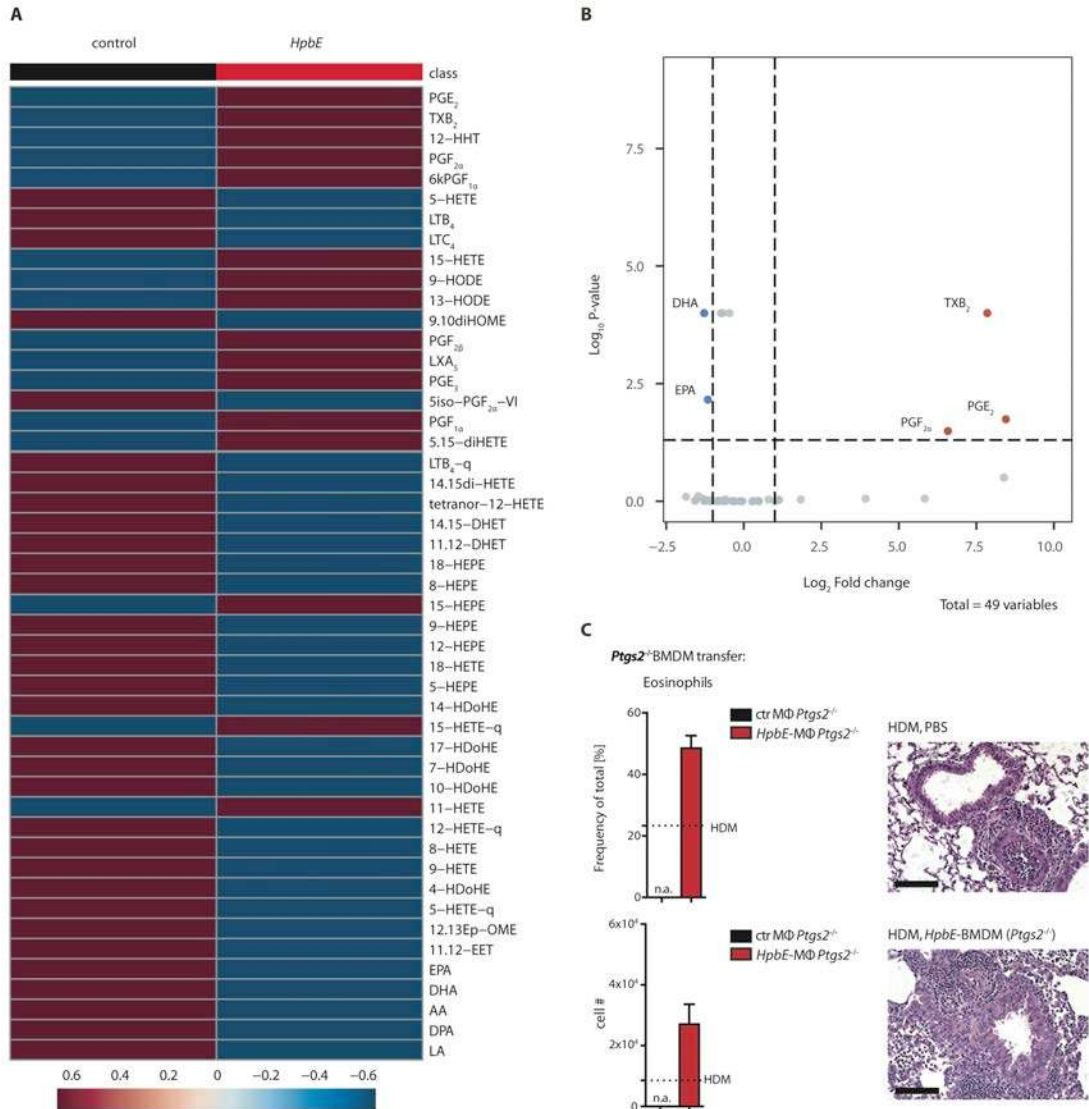 A
control HpbE
class
PGE₂
TXB₂
12−HHT
PGF₂α
6kPGF₁α
5−HETE
LTB₄
LTC₄
15−HETE
9−HODE
13−HODE
9.10diHOME
PGF₂β
LXA₅
PGE₃
5iso−PGF₂α−VI
PGF₁α
5.15−diHETE
LTB₄−q
14.15di−HETE
tetranor−12−HETE
14.15−DHET
11.12−DHET
18−HEPE
8−HEPE
15−HEPE
9−HEPE
12−HEPE
18−HETE
5−HEPE
14−HDoHE
15−HETE−q
17−HDoHE
7−HDoHE
10−HDoHE
11−HETE
12−HETE−q
8−HETE
9−HETE
4−HDoHE
5−HETE−q
12.13Ep−OME
11.12−EET
EPA
DHA
AA
DPA
LA
0.6 0.4 0.2 0 −0.2 −0.4 −0.6
B
Log₁₀ P-value
7.5
5.0
2.5
0.0
DHA
TXB₂
EPA
PGF₂α
PGE₂
−2.5 0.0 2.5 5.0 7.5 10.0
Log₂ Fold change
Total = 49 variables
C
Ptgs2⁻/⁻BMDM transfer:
Eosinophils
Frequency of total [%]
60
40
20
0
HDM
n.a.
ctr MΦ Ptgs2⁻/⁻
HpbE-MΦ Ptgs2⁻/⁻
HDM, PBS
cell #
4x10⁶
2x10⁶
0
HDM
n.a.
ctr MΦ Ptgs2⁻/⁻
HpbE-MΦ Ptgs2⁻/⁻
HDM, HpbE-BMDM (Ptgs2⁻/⁻)